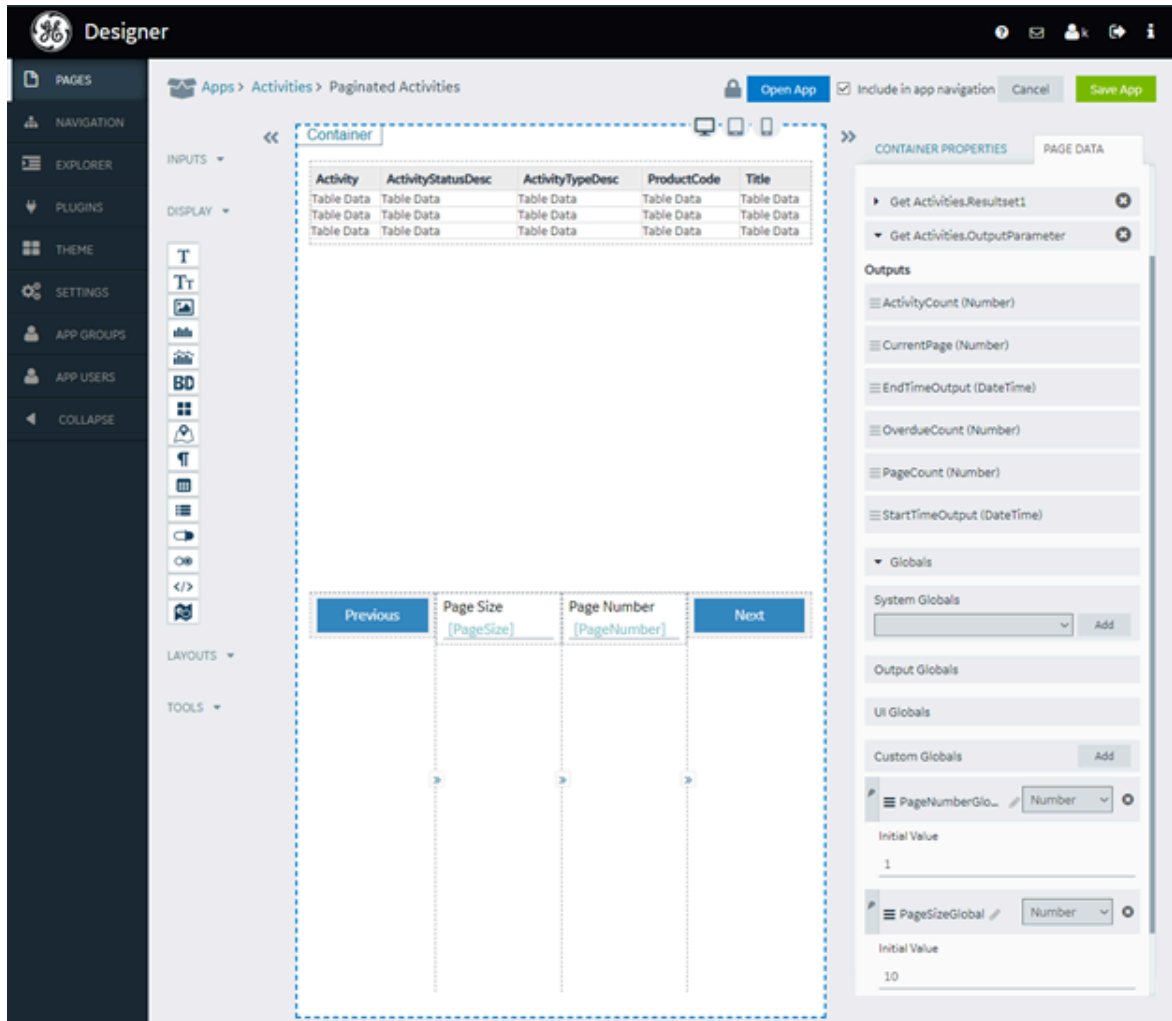 Designer
k
PAGES
NAVIGATION
EXPLORER
PLUGINS
THEME
SETTINGS
APP GROUPS
APP USERS
COLLAPSE
Apps > Activities > Paginated Activities
Open App
Include in app navigation
Cancel
Save App
INPUTS
DISPLAY
T
TT
BD
¶
</>
LAYOUTS
TOOLS
Container
Activity ActivityStatusDesc ActivityTypeDesc ProductCode Title
Table Data Table Data Table Data Table Data Table Data
Table Data Table Data Table Data Table Data Table Data
Table Data Table Data Table Data Table Data Table Data
Previous
Page Size
[PageSize]
Page Number
[PageNumber]
Next
CONTAINER PROPERTIES
PAGE DATA
Get Activities.Resultset1
Get Activities.OutputParameter
Outputs
ActivityCount (Number)
CurrentPage (Number)
EndTimeOutput (DateTime)
OverdueCount (Number)
PageCount (Number)
StartTimeOutput (DateTime)
Globals
System Globals
Add
Output Globals
UI Globals
Custom Globals
Add
P
PageNumberGlo... Number
Initial Value
1
P
PageSizeGlobal Number
Initial Value
10